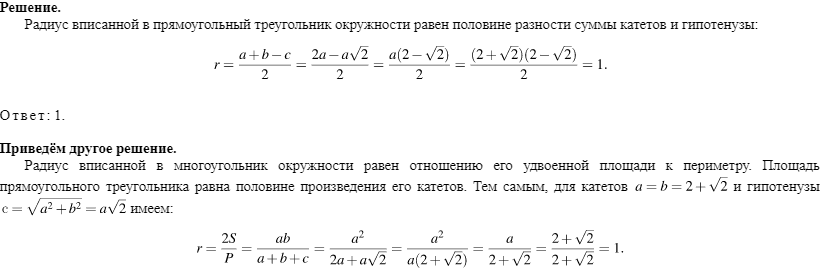 Решение.
Радиус вписанной в прямоугольный треугольник окружности равен половине разности суммы катетов и гипотенузы:
r = \frac{a+b-c}{2} = \frac{2a-a\sqrt{2}}{2} = \frac{a(2-\sqrt{2})}{2} = \frac{(2+\sqrt{2})(2-\sqrt{2})}{2} = 1.
Ответ: 1.
Приведём другое решение.
Радиус вписанной в многоугольник окружности равен отношению его удвоенной площади к периметру. Площадь
прямоугольного треугольника равна половине произведения его катетов. Тем самым, для катетов a = b = 2+\sqrt{2} и гипотенузы
c = \sqrt{a^2+b^2} = a\sqrt{2} имеем:
r = \frac{2S}{P} = \frac{ab}{a+b+c} = \frac{a^2}{2a+a\sqrt{2}} = \frac{a^2}{a(2+\sqrt{2})} = \frac{a}{2+\sqrt{2}} = \frac{2+\sqrt{2}}{2+\sqrt{2}} = 1.